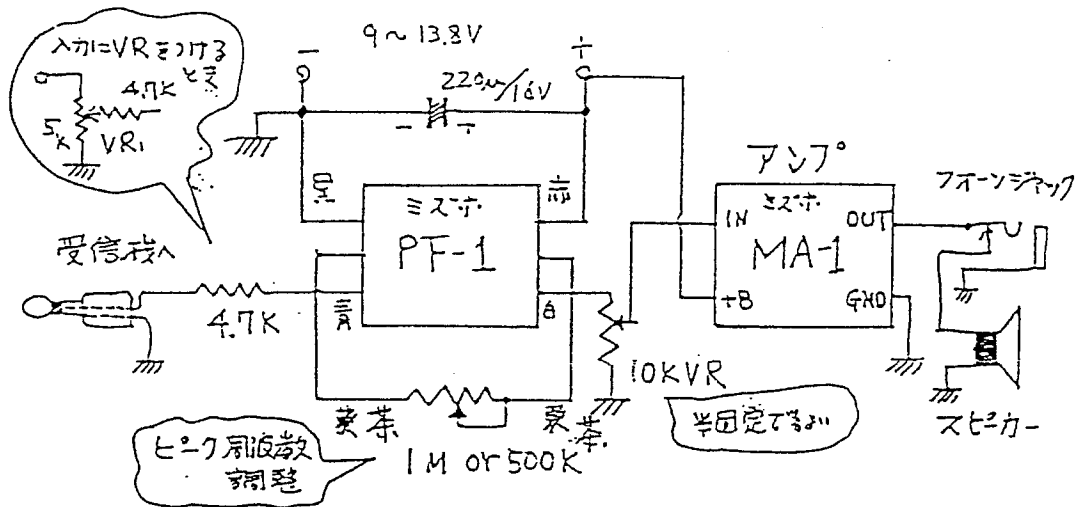 入力にVRをつける
とき
4.7K
5K
VR1
−
9～13.8V
+
220μ/16V
− +
黒
赤
ミズホ
PF-1
青
白
受信機へ
4.7K
黄茶
黄茶
1M or 500K
ピーク周波数
調整
10KVR
半固定でもよい
アンプ
ミズホ
MA-1
IN
OUT
+B
GND
フォーンジャック
スピカー